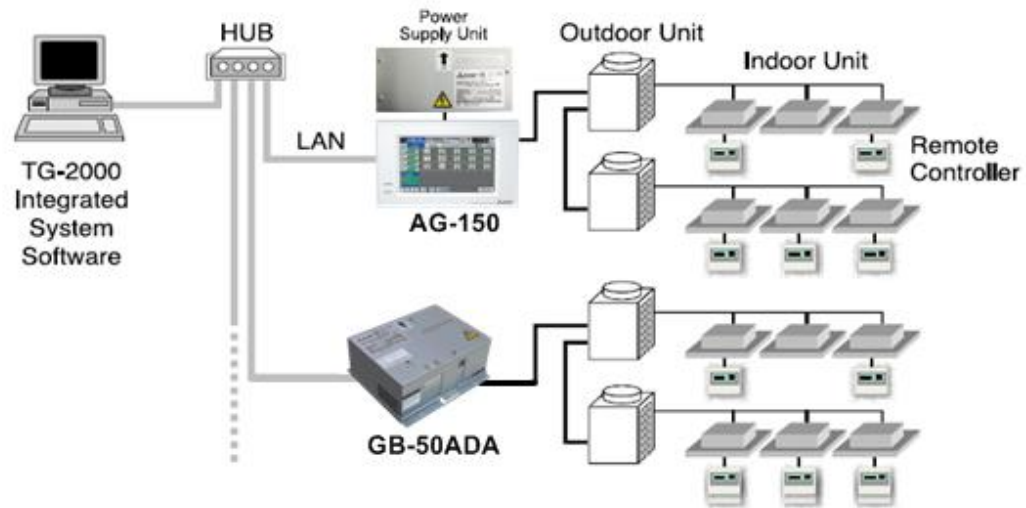 Power
Supply Unit
HUB
Outdoor Unit
Indoor Unit
LAN
Remote
Controller
TG-2000
Integrated
System
Software
AG-150
GB-50ADA